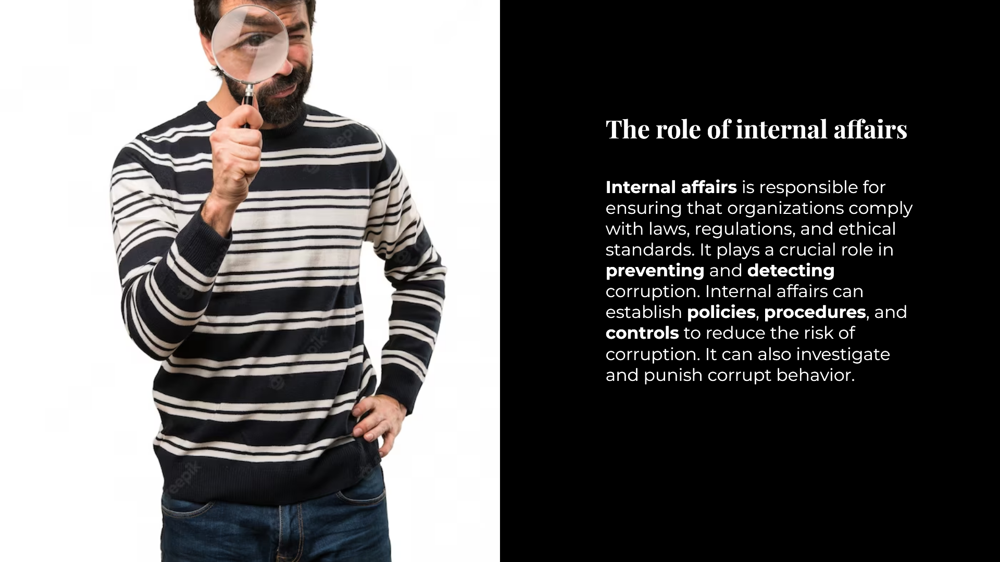 The role of internal affairs
Internal affairs is responsible for
ensuring that organizations comply
with laws, regulations, and ethical
standards. It plays a crucial role in
preventing and detecting
corruption. Internal affairs can
establish policies, procedures, and
controls to reduce the risk of
corruption. It can also investigate
and punish corrupt behavior.